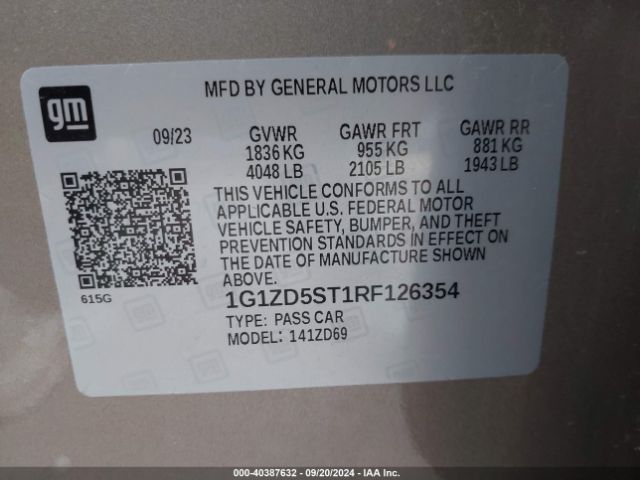 gm
MFD BY GENERAL MOTORS LLC
09/23 GVWR GAWR FRT GAWR RR
1836 KG 955 KG 881 KG
4048 LB 2105 LB 1943 LB
THIS VEHICLE CONFORMS TO ALL
APPLICABLE U.S. FEDERAL MOTOR
VEHICLE SAFETY, BUMPER, AND THEFT
PREVENTION STANDARDS IN EFFECT ON
THE DATE OF MANUFACTURE SHOWN
ABOVE.
615G
1G1ZD5ST1RF126354
TYPE: PASS CAR
MODEL: 141ZD69
000-40387632 - 09/20/2024 - IAAI.COM